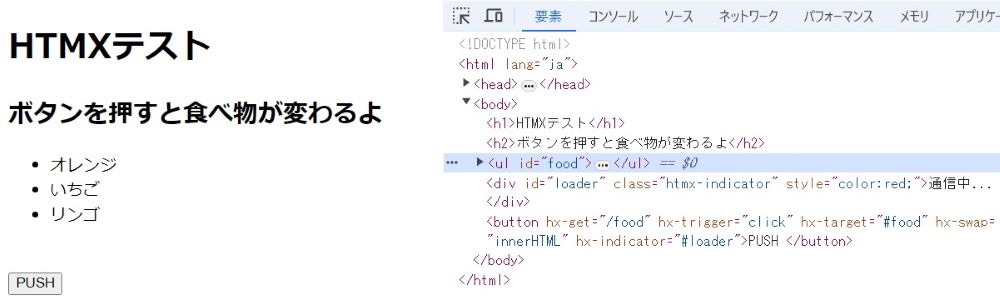 HTMXテスト
ボタンを押すと食べ物が変わるよ
• オレンジ
• いちご
• リンゴ
PUSH
要素 コンソール ソース ネットワーク パフォーマンス メモリ アプリケ
<!DOCTYPE html>
<html lang="ja">
<head> … </head>
<body>
<h1>HTMXテスト</h1>
<h2>ボタンを押すと食べ物が変わるよ</h2>
… <ul id="food"> … </ul> == $0
<div id="loader" class="htmx-indicator" style="color:red;">通信中...
</div>
<button hx-get="/food" hx-trigger="click" hx-target="#food" hx-swap=
"innerHTML" hx-indicator="#loader">PUSH </button>
</body>
</html>